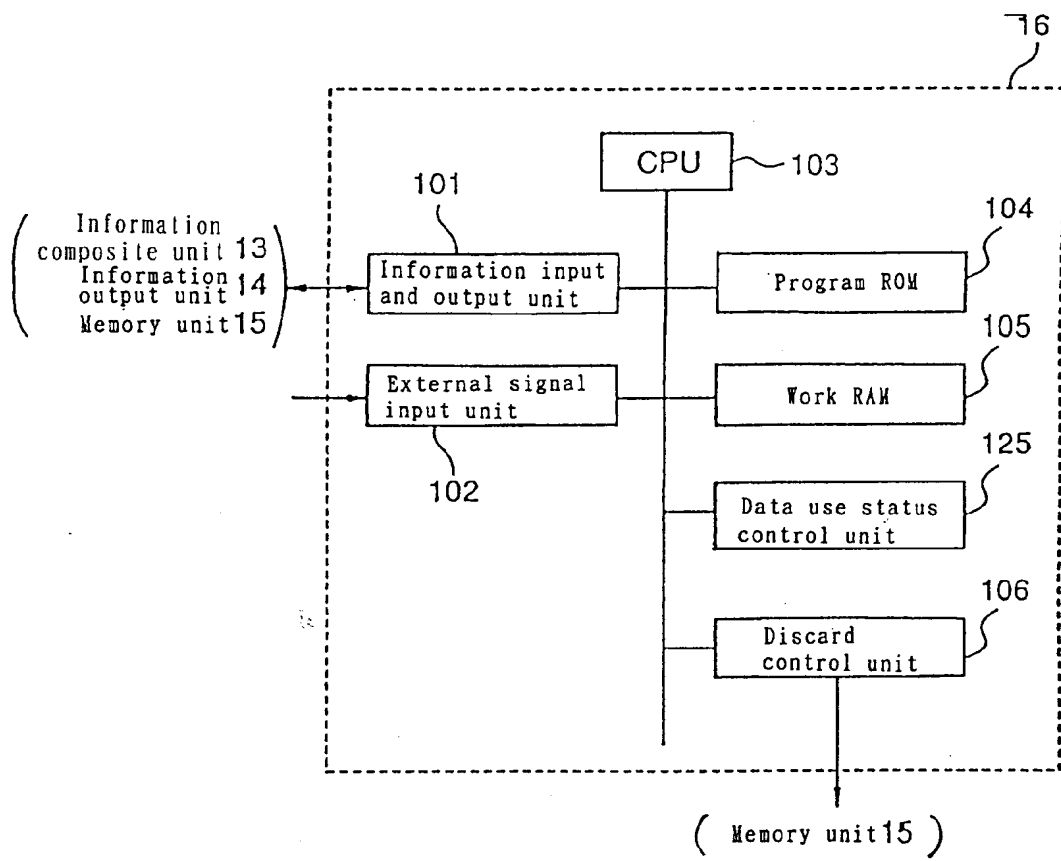 16
CPU
103
101
104
Information
composite unit 13
Information
output unit 14
Memory unit 15
Information input
and output unit
Program ROM
105
External signal
input unit
Work RAM
102
125
Data use status
control unit
106
Discard
control unit
( Memory unit 15 )